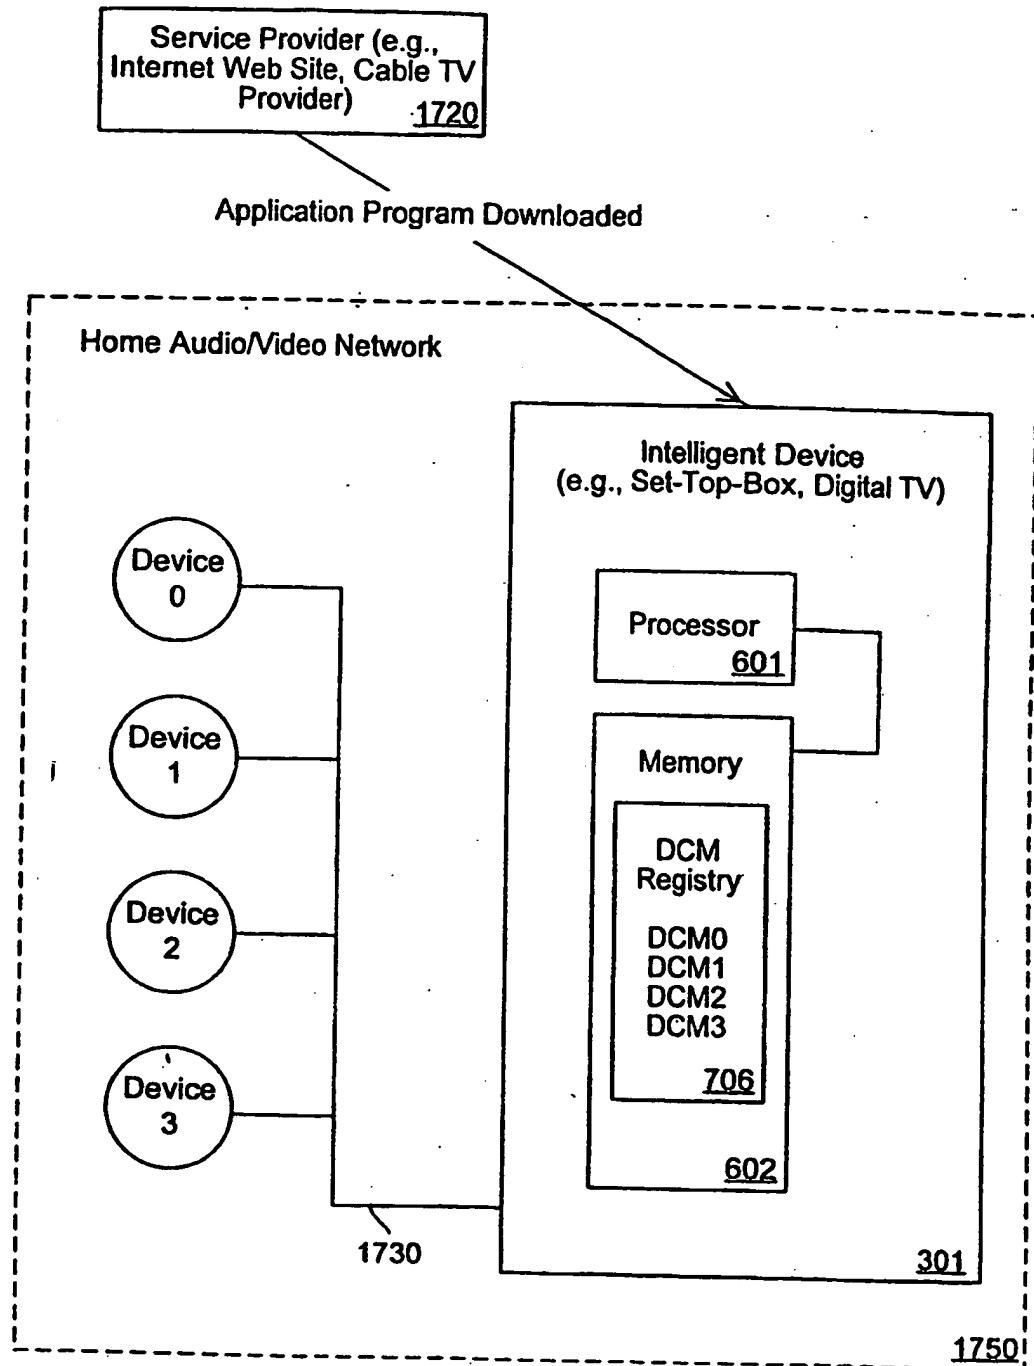 Service Provider (e.g.,
Internet Web Site, Cable TV
Provider)
1720
Application Program Downloaded
Home Audio/Video Network
Intelligent Device
(e.g., Set-Top-Box, Digital TV)
Device
0
Device
1
Device
2
Device
3
1730
Processor
601
Memory
DCM
Registry
DCM0
DCM1
DCM2
DCM3
706
602
301
1750